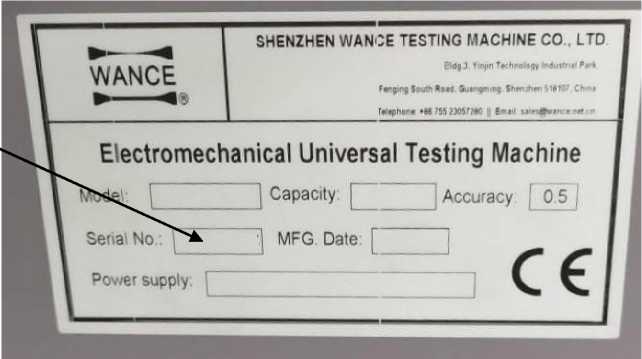 WANCE
®
SHENZHEN WANCE TESTING MACHINE CO., LTD.
Bldg.3, Yinjin Technology Industrial Park,
Fenging South Road, Guangming, Shenzhen 518107, China
Telephone: +86 755 23057280 || Email: sales@wance.net.cn
Electromechanical Universal Testing Machine
Model: Capacity: Accuracy: 0.5
Serial No.: MFG. Date:
Power supply:
CE